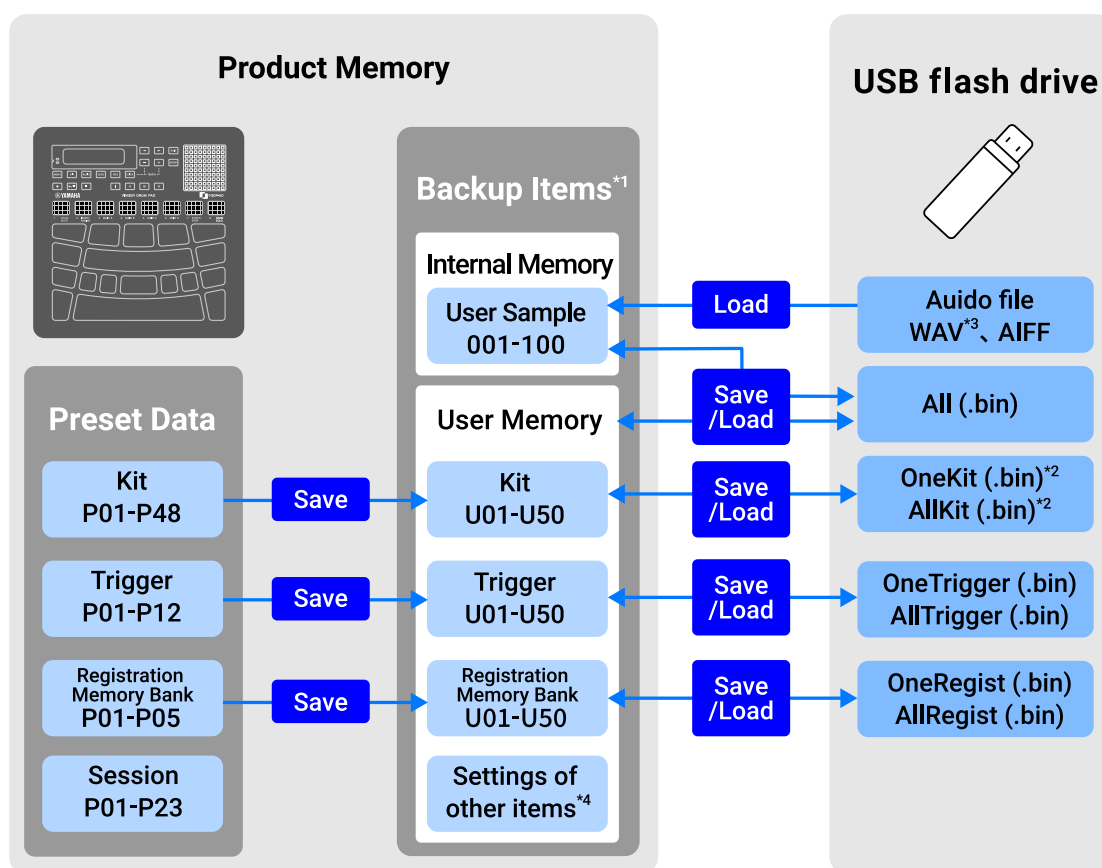 Product Memory
USB flash drive
YAMAHA
FINGER DRUM PAD
Backup Items*1
Internal Memory
User Sample
001-100
Load
Auido file
WAV*3、AIFF
Preset Data
User Memory
Save
/Load
All (.bin)
Kit
P01-P48
Save
Kit
U01-U50
Save
/Load
OneKit (.bin)*2
AllKit (.bin)*2
Trigger
P01-P12
Save
Trigger
U01-U50
Save
/Load
OneTrigger (.bin)
AllTrigger (.bin)
Registration
Memory Bank
P01-P05
Save
Registration
Memory Bank
U01-U50
Save
/Load
OneRegist (.bin)
AllRegist (.bin)
Session
P01-P23
Settings of
other items*4